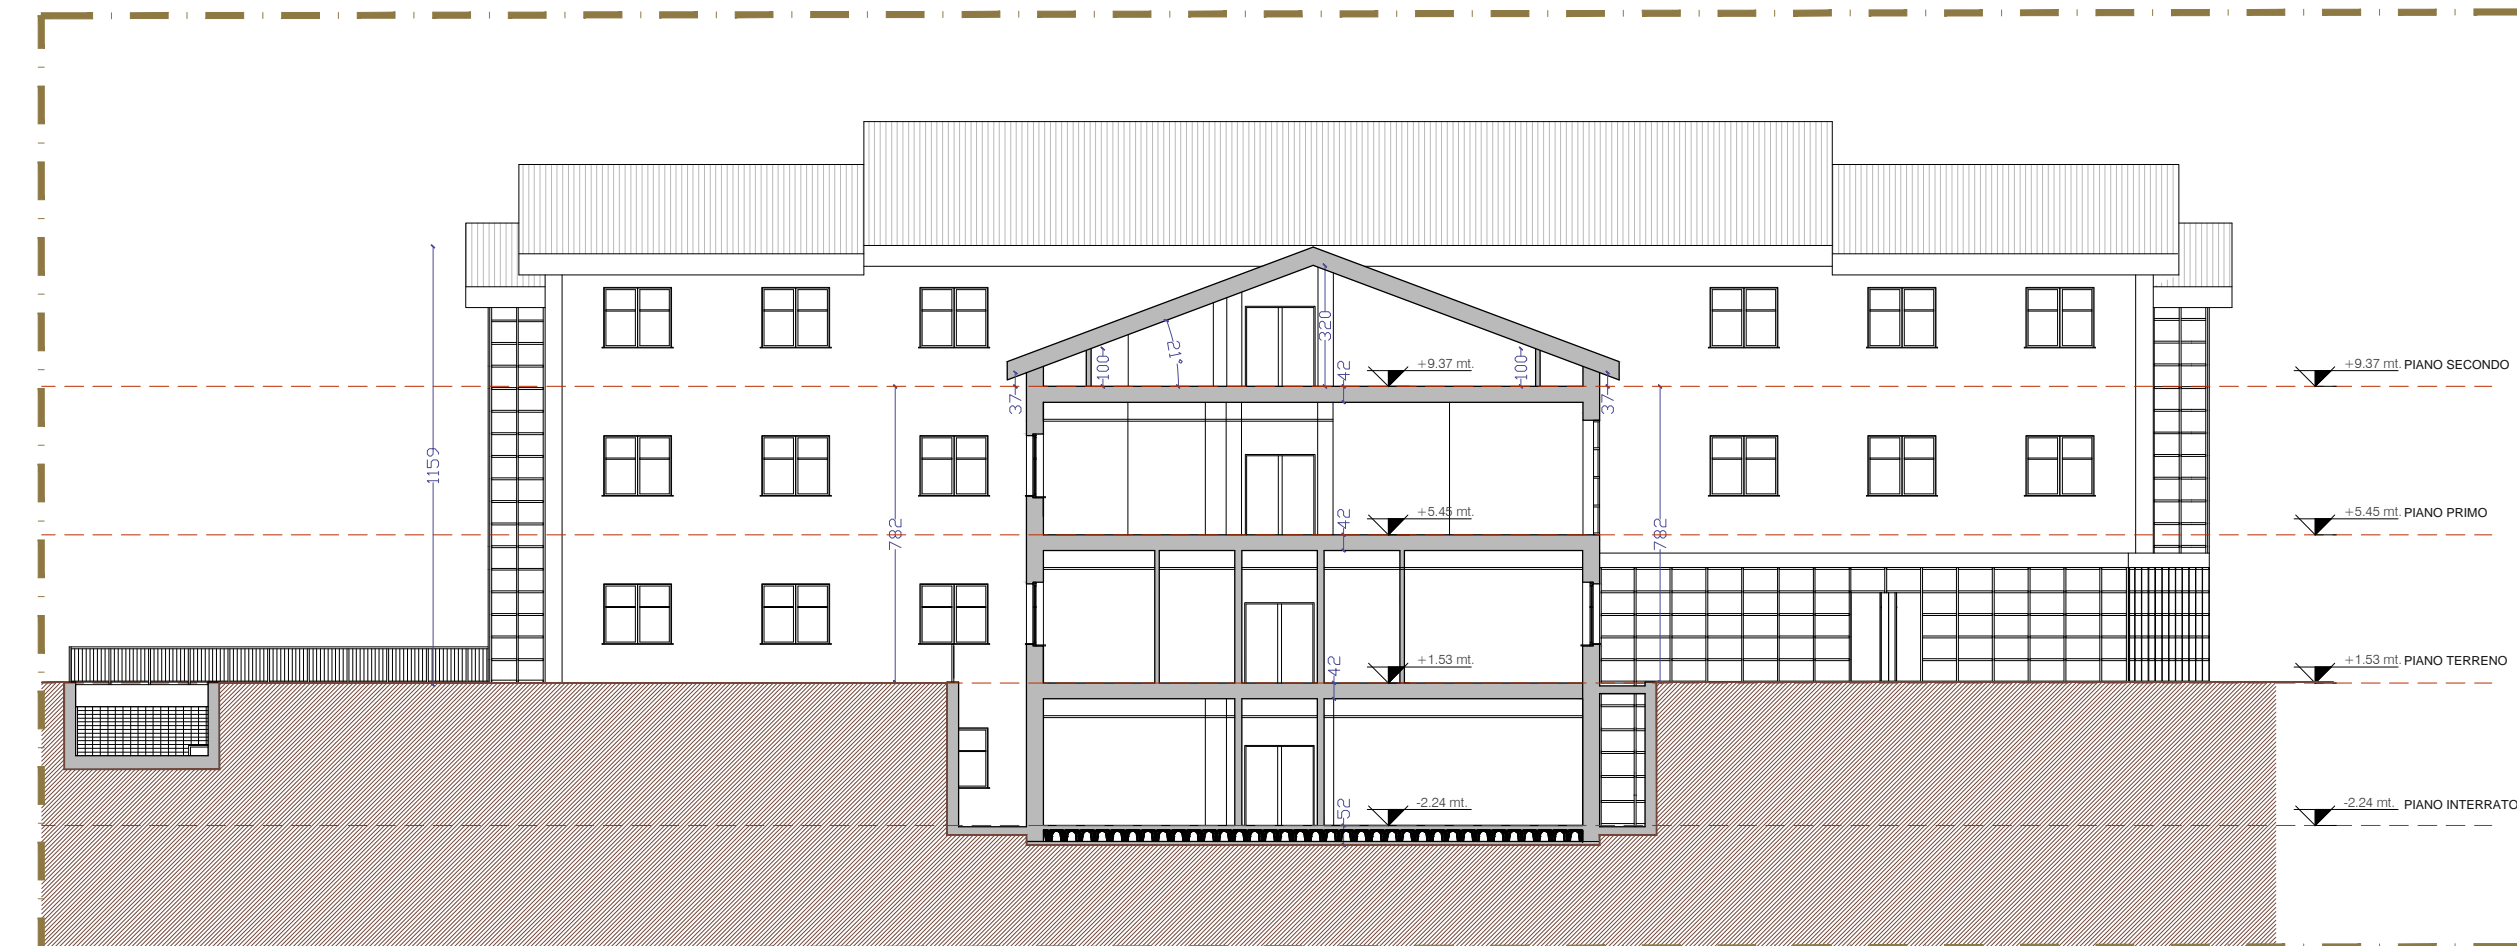 320
21°
100
100
42
+9.37 mt.
+9.37 mt. PIANO SECONDO
37
37
1159
782
782
42
+5.45 mt.
+5.45 mt. PIANO PRIMO
42
+1.53 mt.
+1.53 mt. PIANO TERRENO
52
-2.24 mt.
-2.24 mt. PIANO INTERRATO